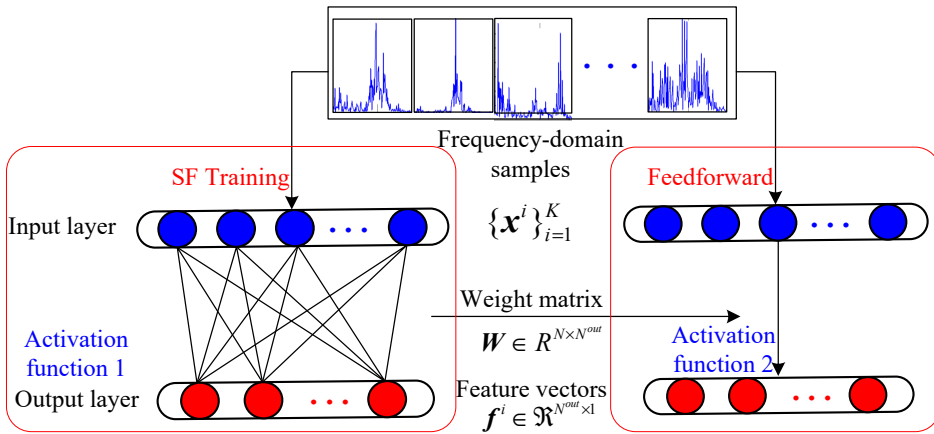 Frequency-domain
samples
{x^i}_{i=1}^K
SF Training
Input layer
Activation
function 1
Output layer
Weight matrix
W ∈ R^{N×N^{out}}
Feature vectors
f^i ∈ ℜ^{N^{out}×1}
Feedforward
Activation
function 2